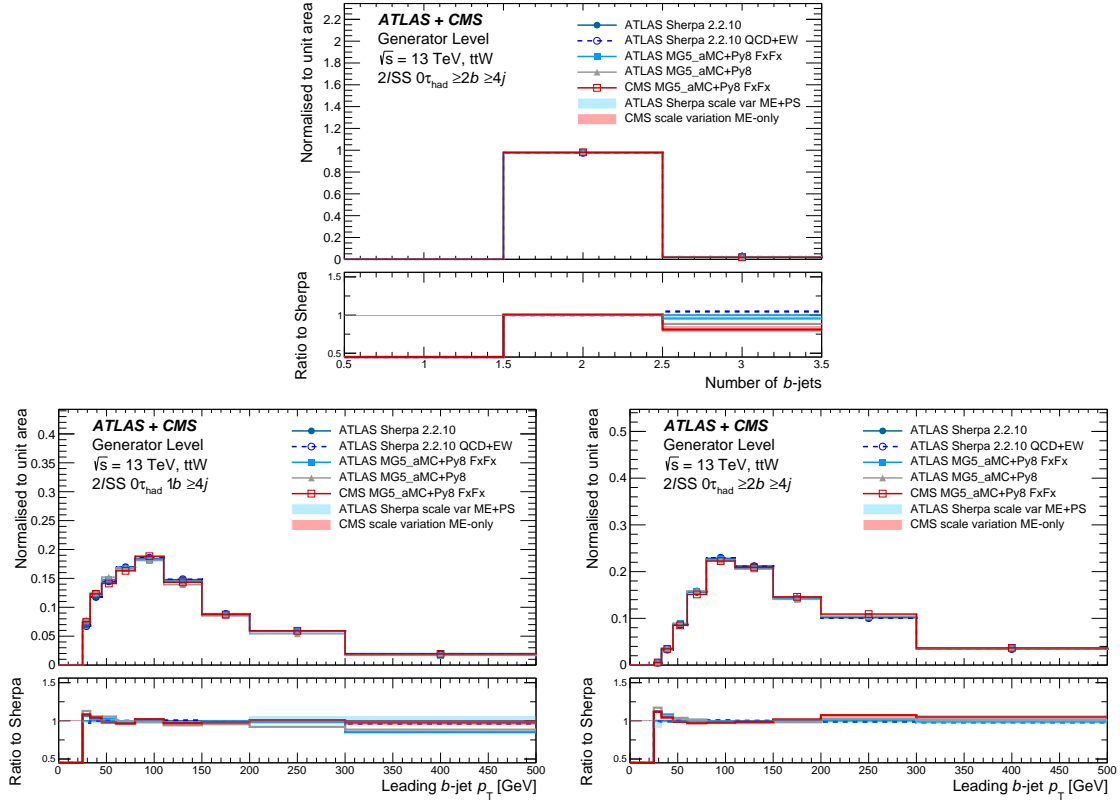 ATLAS + CMS
Generator Level
√s = 13 TeV, ttW
2lSS 0τhad ≥2b ≥4j
ATLAS Sherpa 2.2.10
ATLAS Sherpa 2.2.10 QCD+EW
ATLAS MG5_aMC+Py8 FxFx
ATLAS MG5_aMC+Py8
CMS MG5_aMC+Py8 FxFx
ATLAS Sherpa scale var ME+PS
CMS scale variation ME-only
Normalised to unit area
2.2
2
1.8
1.6
1.4
1.2
1
0.8
0.6
0.4
0.2
0
Ratio to Sherpa
1.5
1
0.5
0.5 1 1.5 2 2.5 3 3.5
Number of b-jets
ATLAS + CMS
Generator Level
√s = 13 TeV, ttW
2lSS 0τhad 1b ≥4j
ATLAS Sherpa 2.2.10
ATLAS Sherpa 2.2.10 QCD+EW
ATLAS MG5_aMC+Py8 FxFx
ATLAS MG5_aMC+Py8
CMS MG5_aMC+Py8 FxFx
ATLAS Sherpa scale var ME+PS
CMS scale variation ME-only
Normalised to unit area
0.4
0.35
0.3
0.25
0.2
0.15
0.1
0.05
0
Ratio to Sherpa
1.5
1
0.5
0 50 100 150 200 250 300 350 400 450 500
Leading b-jet pT [GeV]
ATLAS + CMS
Generator Level
√s = 13 TeV, ttW
2lSS 0τhad ≥2b ≥4j
ATLAS Sherpa 2.2.10
ATLAS Sherpa 2.2.10 QCD+EW
ATLAS MG5_aMC+Py8 FxFx
ATLAS MG5_aMC+Py8
CMS MG5_aMC+Py8 FxFx
ATLAS Sherpa scale var ME+PS
CMS scale variation ME-only
Normalised to unit area
0.5
0.4
0.3
0.2
0.1
0
Ratio to Sherpa
1.5
1
0.5
0 50 100 150 200 250 300 350 400 450 500
Leading b-jet pT [GeV]